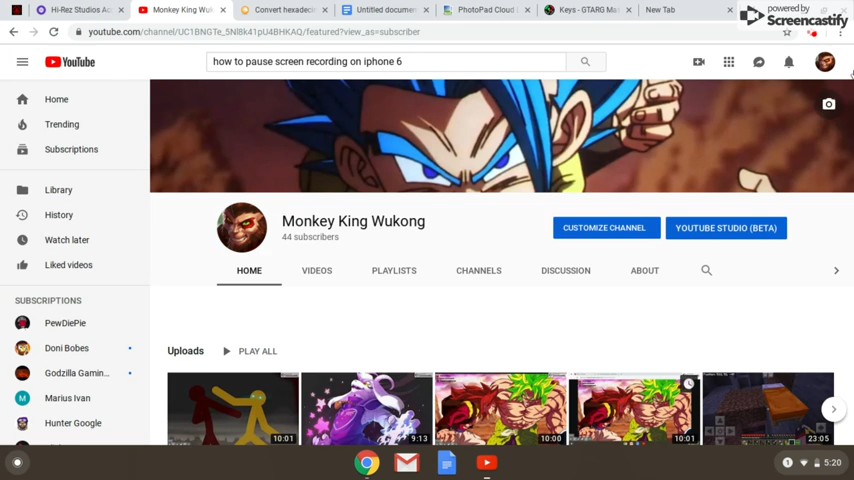 Hi-Rez Studios Ac
Monkey King Wuk
Convert hexadecim
Untitled documen
PhotoPad Cloud
Keys - GTARG Mas
New Tab
powered by
Screencastify
youtube.com/channel/UC1BNGTe_5Nl8k41pU4BHKAQ/featured?view_as=subscriber
YouTube
how to pause screen recording on iphone 6
Home
Trending
Subscriptions
Library
History
Watch later
Liked videos
SUBSCRIPTIONS
PewDiePie
Doni Bobes
Godzilla Gamin...
Marius Ivan
Hunter Google
Monkey King Wukong
44 subscribers
CUSTOMIZE CHANNEL
YOUTUBE STUDIO (BETA)
HOME VIDEOS PLAYLISTS CHANNELS DISCUSSION ABOUT
Uploads PLAY ALL
10:01 9:13 10:00 10:01 23:05
1 5:20